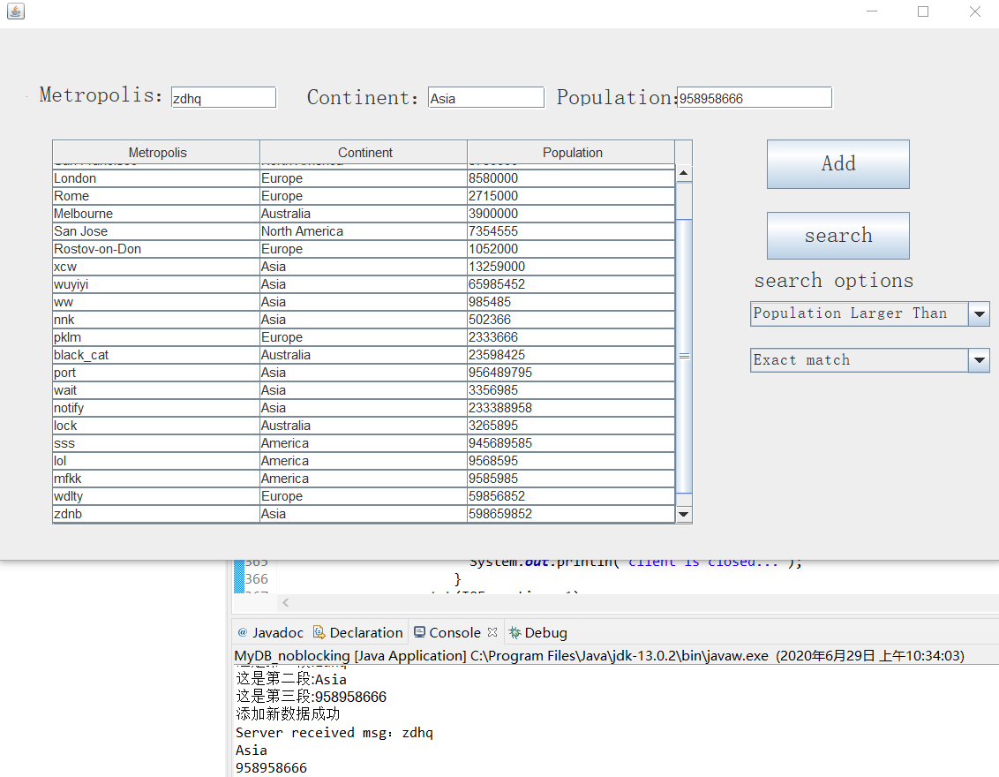 Metropolis: zdhq Continent: Asia Population: 958958666
Metropolis Continent Population
London Europe 8580000
Rome Europe 2715000
Melbourne Australia 3900000
San Jose North America 7354555
Rostov-on-Don Europe 1052000
xcw Asia 13259000
wuyiyi Asia 65985452
ww Asia 985485
nnk Asia 502366
pklm Europe 2333666
black_cat Australia 23598425
port Asia 956489795
wait Asia 3356985
notify Asia 233388958
lock Australia 3265895
sss America 945689585
lol America 9568595
mfkk America 9585985
wdlty Europe 59856852
zdnb Asia 598659852
Add
search
search options
Population Larger Than
Exact match
365 System.out.println("client is closed...");
366 }
Javadoc Declaration Console Debug
MyDB_noblocking [Java Application] C:\Program Files\Java\jdk-13.0.2\bin\javaw.exe (2020年6月29日 上午10:34:03)
这是第二段:Asia
这是第三段:958958666
添加新数据成功
Server received msg：zdhq
Asia
958958666